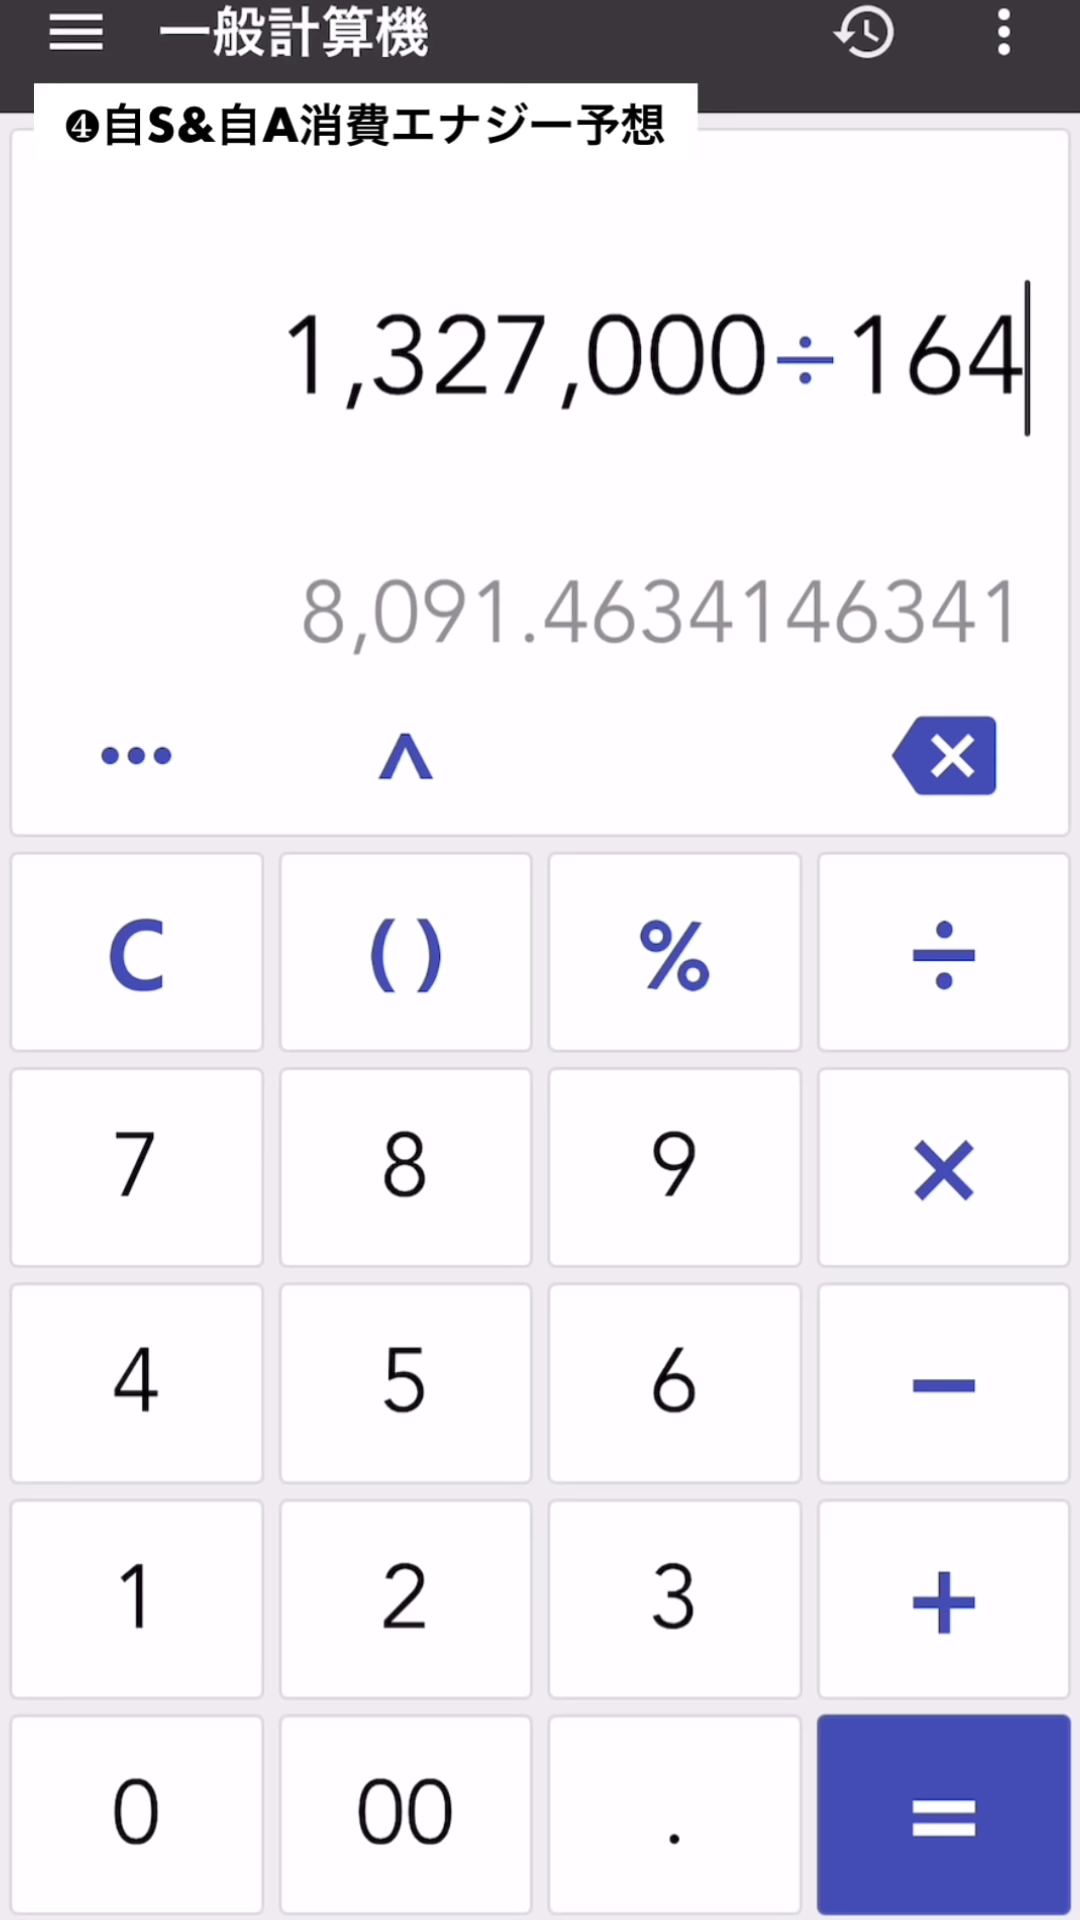 一般計算機
❹自S&自A消費エナジー予想
1,327,000÷164
8,091.4634146341
^
C () % ÷
7 8 9 ×
4 5 6 −
1 2 3 +
0 00 . =